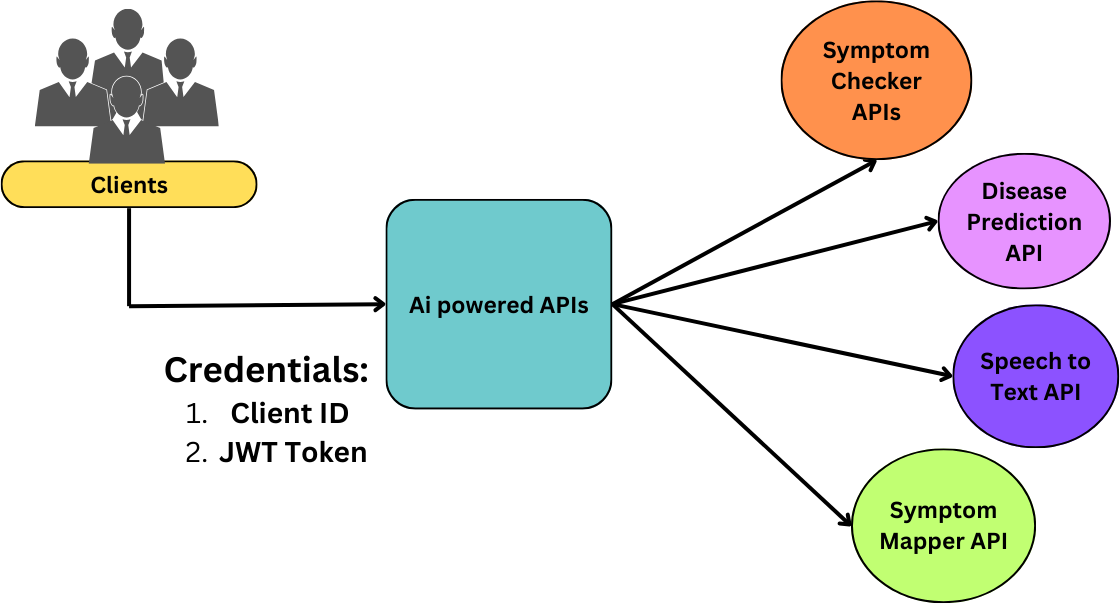 Clients
Ai powered APIs
Credentials:
1. Client ID
2. JWT Token
Symptom
Checker
APIs
Disease
Prediction
API
Speech to
Text API
Symptom
Mapper API